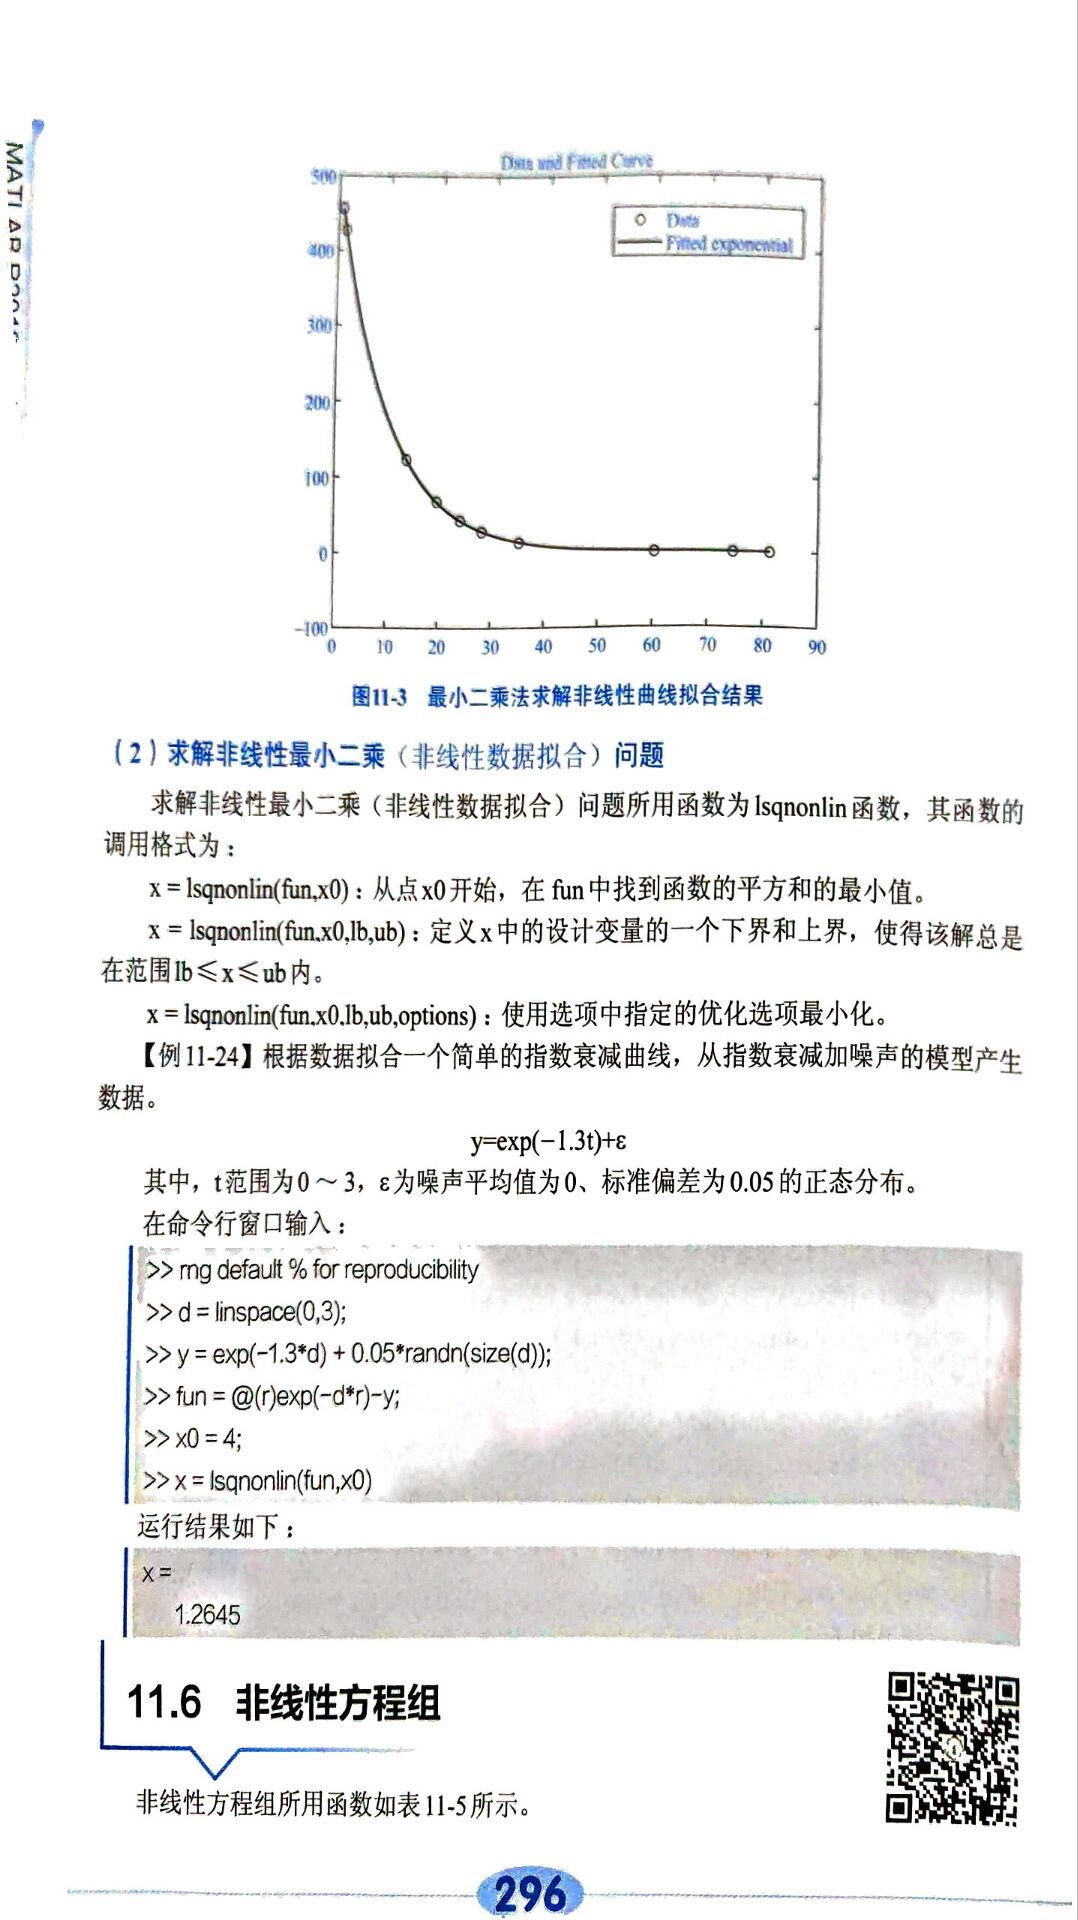 Data and Fitted Curve
500
400
300
200
100
0
-100
0 10 20 30 40 50 60 70 80 90
Data
Fitted exponential
图11-3 最小二乘法求解非线性曲线拟合结果
(2)求解非线性最小二乘(非线性数据拟合)问题
求解非线性最小二乘(非线性数据拟合)问题所用函数为lsqnonlin函数,其函数的
调用格式为:
x = lsqnonlin(fun,x0):从点x0开始,在fun中找到函数的平方和的最小值。
x = lsqnonlin(fun.x0.lb,ub):定义x中的设计变量的一个下界和上界,使得该解总是
在范围lb≤x≤ub内。
x = lsqnonlin(fun.x0.lb,ub,options):使用选项中指定的优化选项最小化。
【例11-24】根据数据拟合一个简单的指数衰减曲线,从指数衰减加噪声的模型产生
数据。
y=exp(-1.3t)+ε
其中,t范围为0~3,ε为噪声平均值为0、标准偏差为0.05的正态分布。
在命令行窗口输入:
>> rng default % for reproducibility
>> d = linspace(0,3);
>> y = exp(-1.3*d) + 0.05*randn(size(d));
>> fun = @(r)exp(-d*r)-y;
>> x0 = 4;
>> x = lsqnonlin(fun,x0)
运行结果如下:
x =
1.2645
11.6 非线性方程组
非线性方程组所用函数如表11-5所示。
296